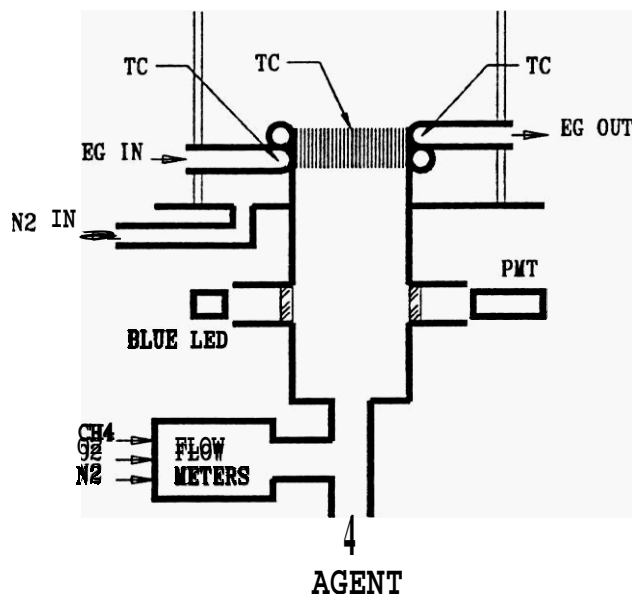 TC
TC
TC
EG IN
EG OUT
N2 IN
PMT
BLUE LED
CH4
O2
N2
FLOW
METERS
4
AGENT